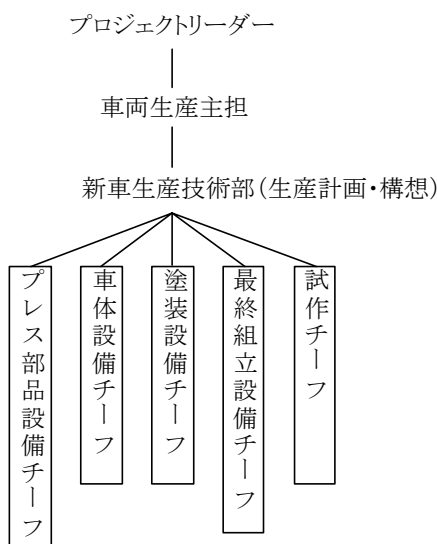 プロジェクトリーダー
車両生産主担
新車生産技術部(生産計画・構想)
プレス部品設備チーフ
車体設備チーフ
塗装設備チーフ
最終組立設備チーフ
試作チーフ